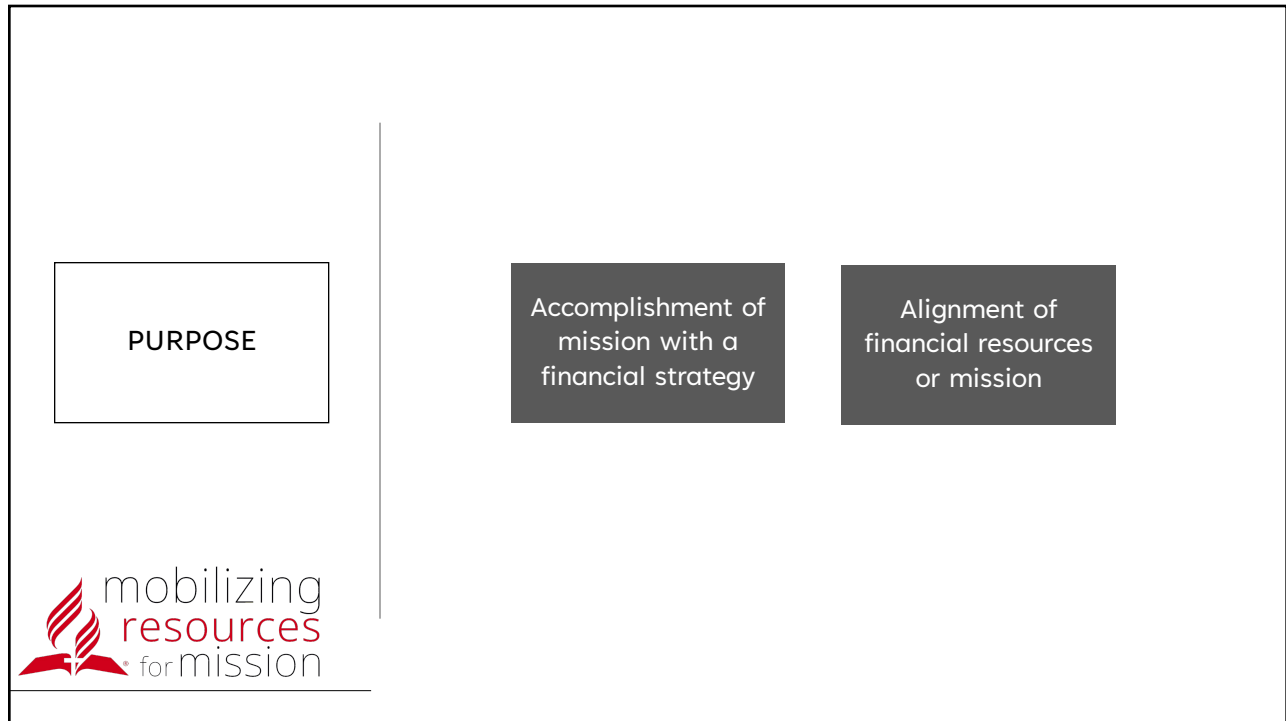 PURPOSE
Accomplishment of
mission with a
financial strategy
Alignment of
financial resources
or mission
mobilizing
resources
for mission